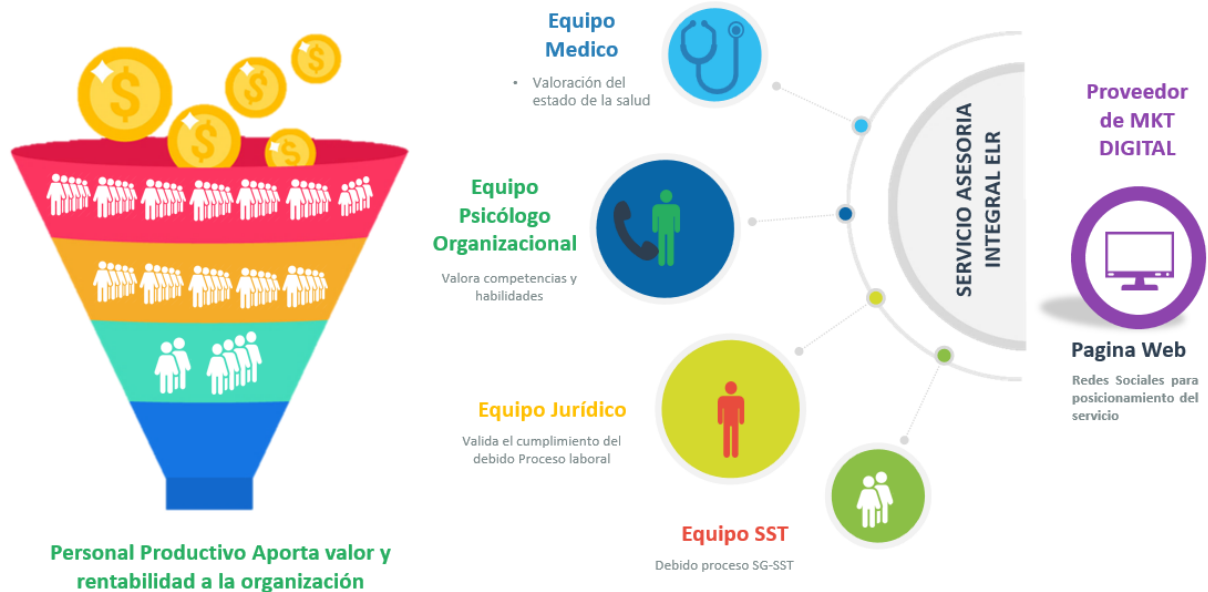 Personal Productivo Aporta valor y
rentabilidad a la organización
Equipo
Medico
• Valoración del
estado de la salud
Equipo
Psicólogo
Organizacional
Valora competencias y
habilidades
Equipo Jurídico
Valida el cumplimiento del
debido Proceso laboral
Equipo SST
Debido proceso SG-SST
SERVICIO ASESORIA
INTEGRAL ELR
Proveedor
de MKT
DIGITAL
Pagina Web
Redes Sociales para
posicionamiento del
servicio